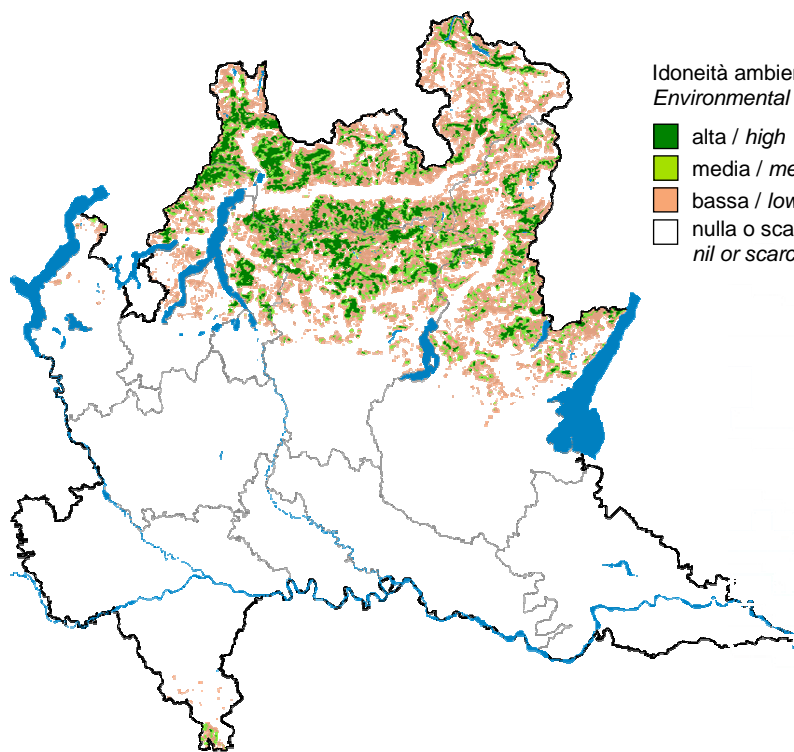 Idoneità ambien
Environmental
alta / high
media / me
bassa / low
nulla o sca
nil or scarc